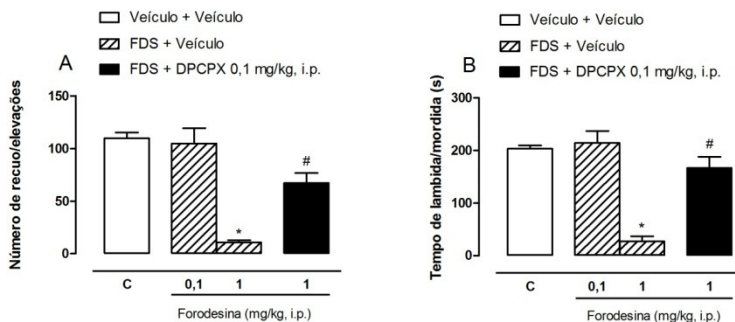 Veículo + Veículo
FDS + Veículo
FDS + DPCPX 0,1 mg/kg, i.p.
A
Número de recuo/elevações
150
100
50
0
#
*
C 0,1 1 1
Forodesina (mg/kg, i.p.)
Veículo + Veículo
FDS + Veículo
FDS + DPCPX 0,1 mg/kg, i.p.
B
Tempo de lambida/mordida (s)
300
200
100
0
#
*
C 0,1 1 1
Forodesina (mg/kg, i.p.)